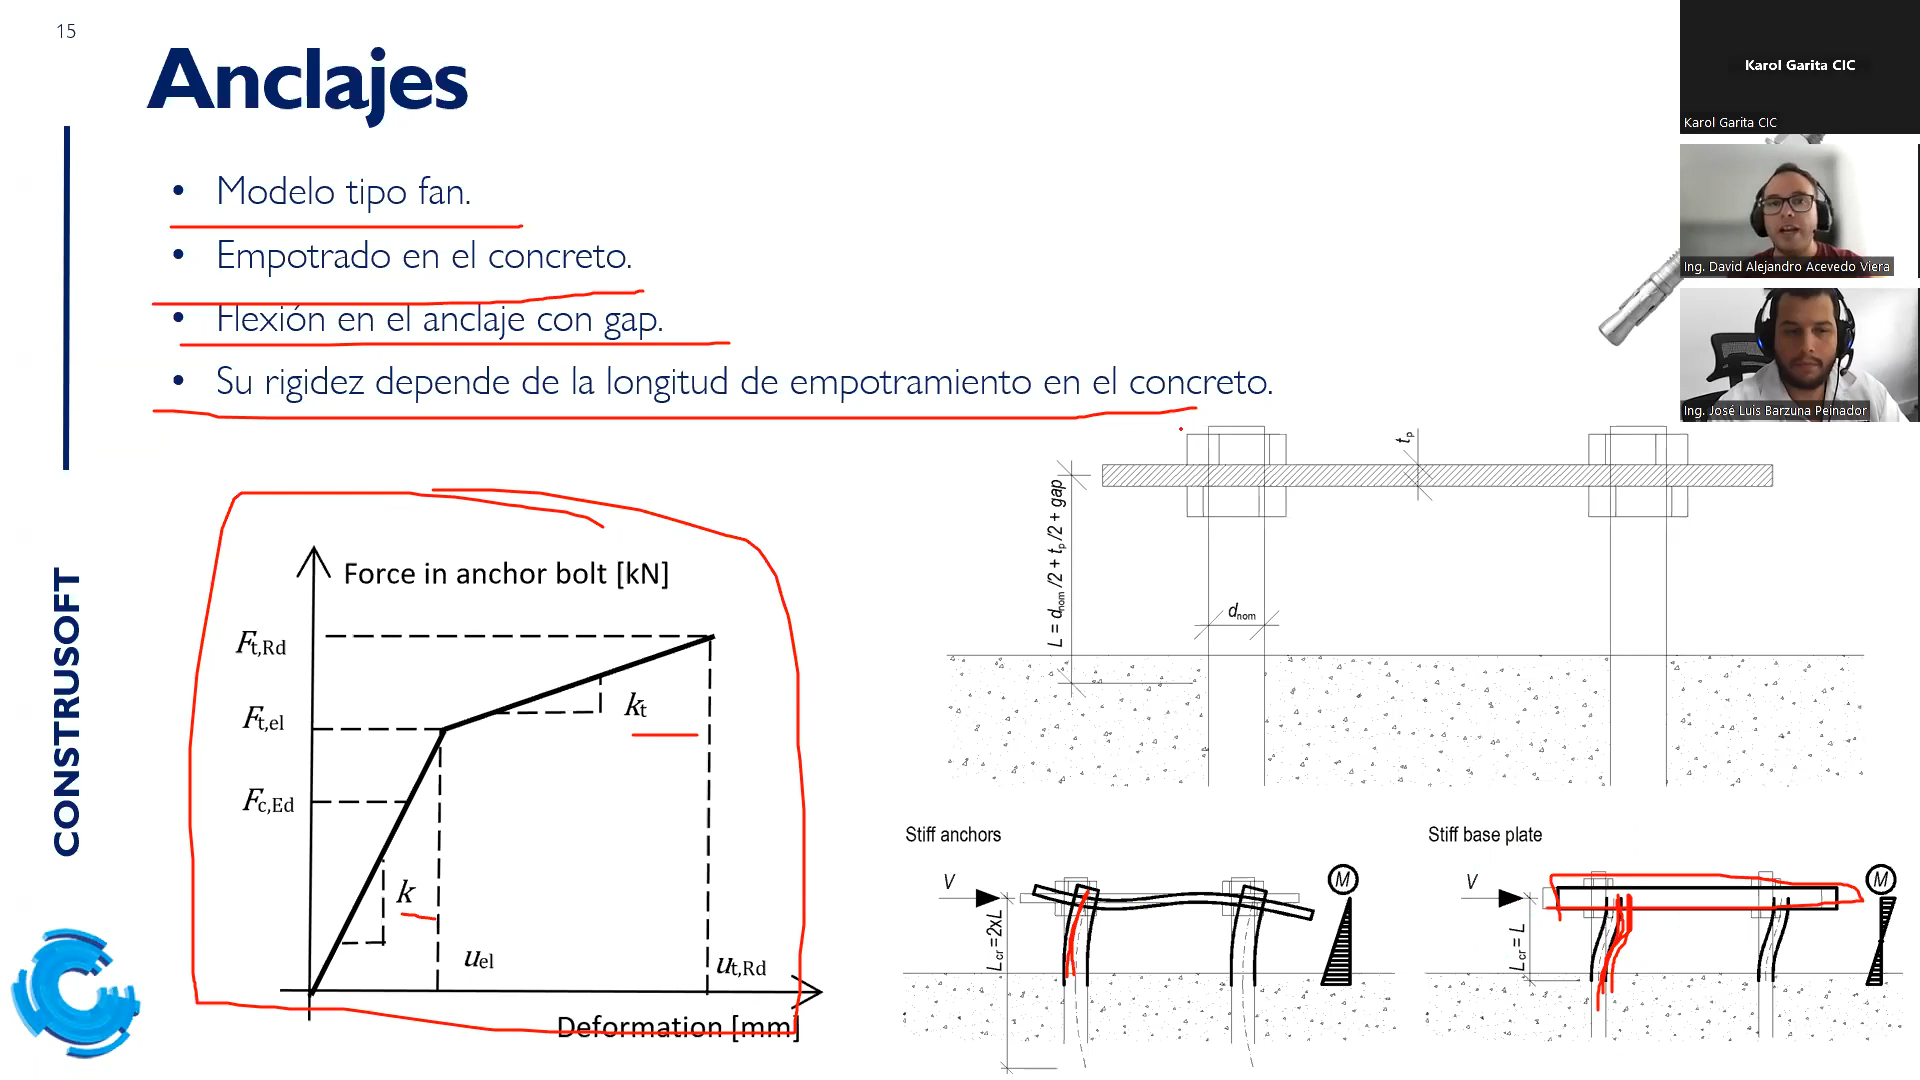 15
Anclajes
• Modelo tipo fan.
• Empotrado en el concreto.
• Flexión en el anclaje con gap.
• Su rigidez depende de la longitud de empotramiento en el concreto.
CONSTRUSOFT
Force in anchor bolt [kN]
Ft,Rd
Ft,el
Fc,Ed
kt
k
uel
ut,Rd
Deformation [mm]
tp
L = dnom/2 + tp/2 + gap
dnom
Stiff anchors
V
Lcr=2xL
M
Stiff base plate
V
Lcr= L
M
Karol Garita CIC
Karol Garita CIC
Ing. David Alejandro Acevedo Viera
Ing. José Luis Barzuna Peinador